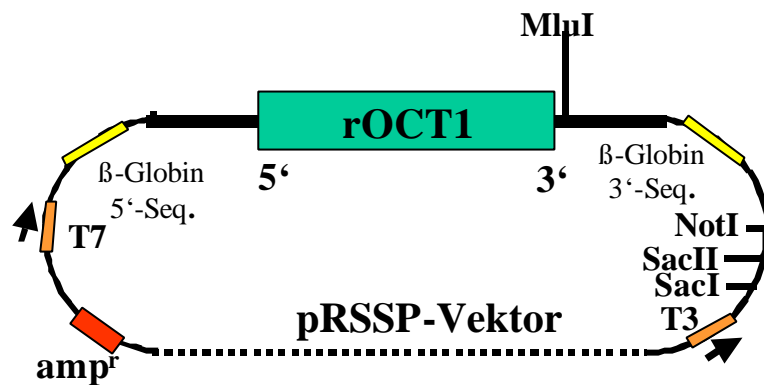 MluI
rOCT1
ß-Globin
5‘-Seq.
5‘
3‘
ß-Globin
3‘-Seq.
T7
NotI
SacII
SacI
T3
pRSSP-Vektor
ampr